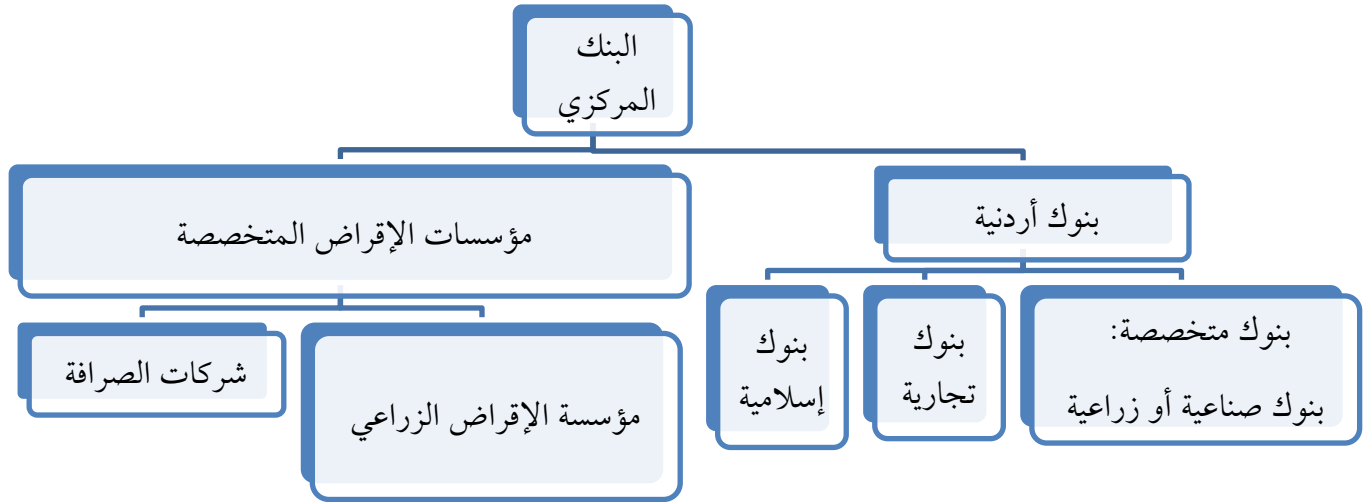 البنك
المركزي
بنوك أردنية
مؤسسات الإقراض المتخصصة
بنوك متخصصة:
بنوك صناعية أو زراعية
بنوك
تجارية
بنوك
إسلامية
مؤسسة الإقراض الزراعي
شركات الصرافة